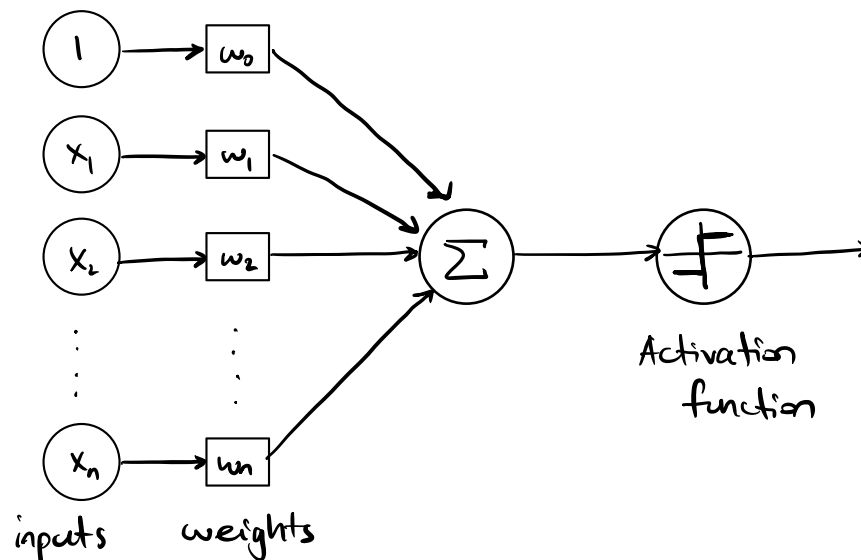 1 w₀
x₁ w₁
x₂ w₂
Σ
xₙ wₙ
inputs weights
Activation
function